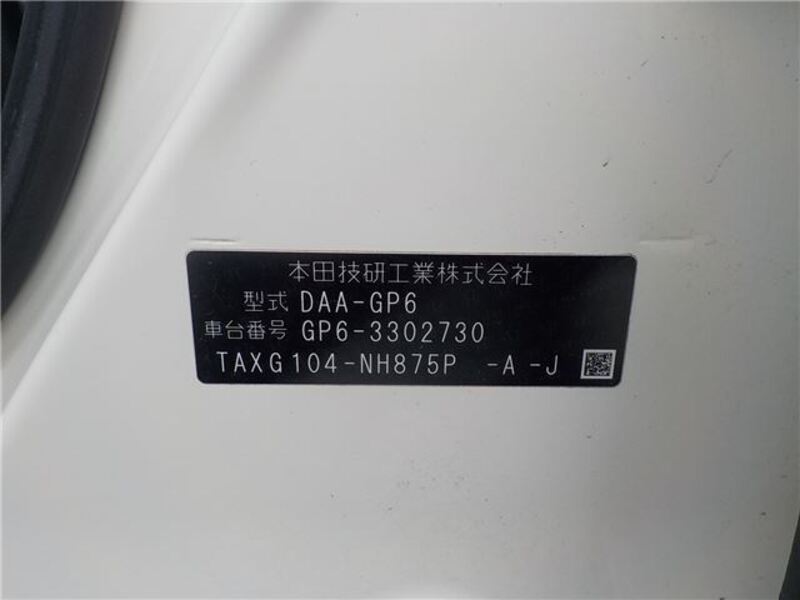 本田技研工業株式会社
型式 DAA-GP6
車台番号 GP6-3302730
TAXG104-NH875P -A -J